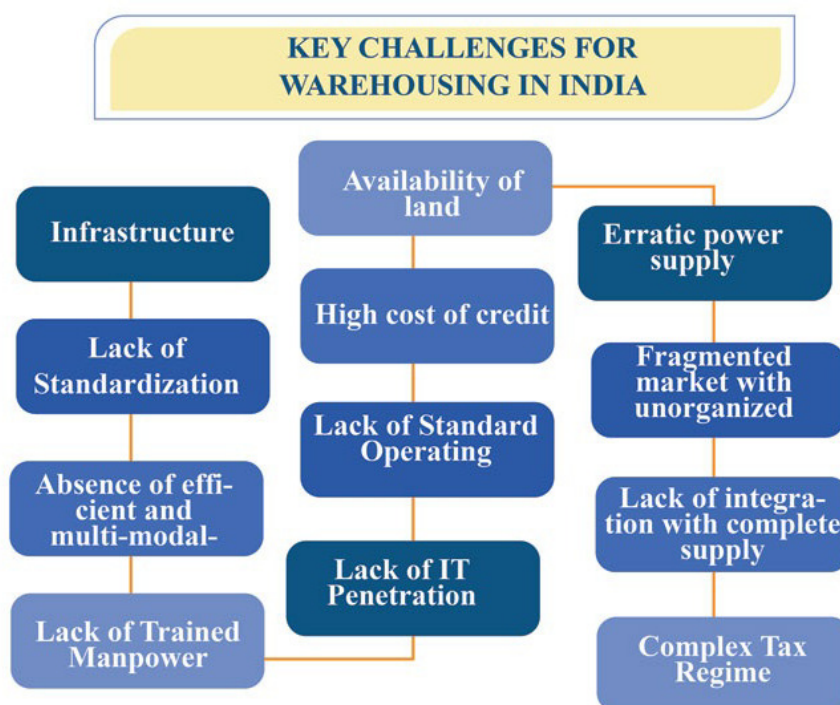 KEY CHALLENGES FOR
WAREHOUSING IN INDIA
Infrastructure
Lack of
Standardization
Absence of effi-
cient and
multi-modal-
Lack of Trained
Manpower
Lack of IT
Penetration
Lack of Standard
Operating
High cost of credit
Availability of
land
Erratic power
supply
Fragmented
market with
unorganized
Lack of integra-
tion with complete
supply
Complex Tax
Regime